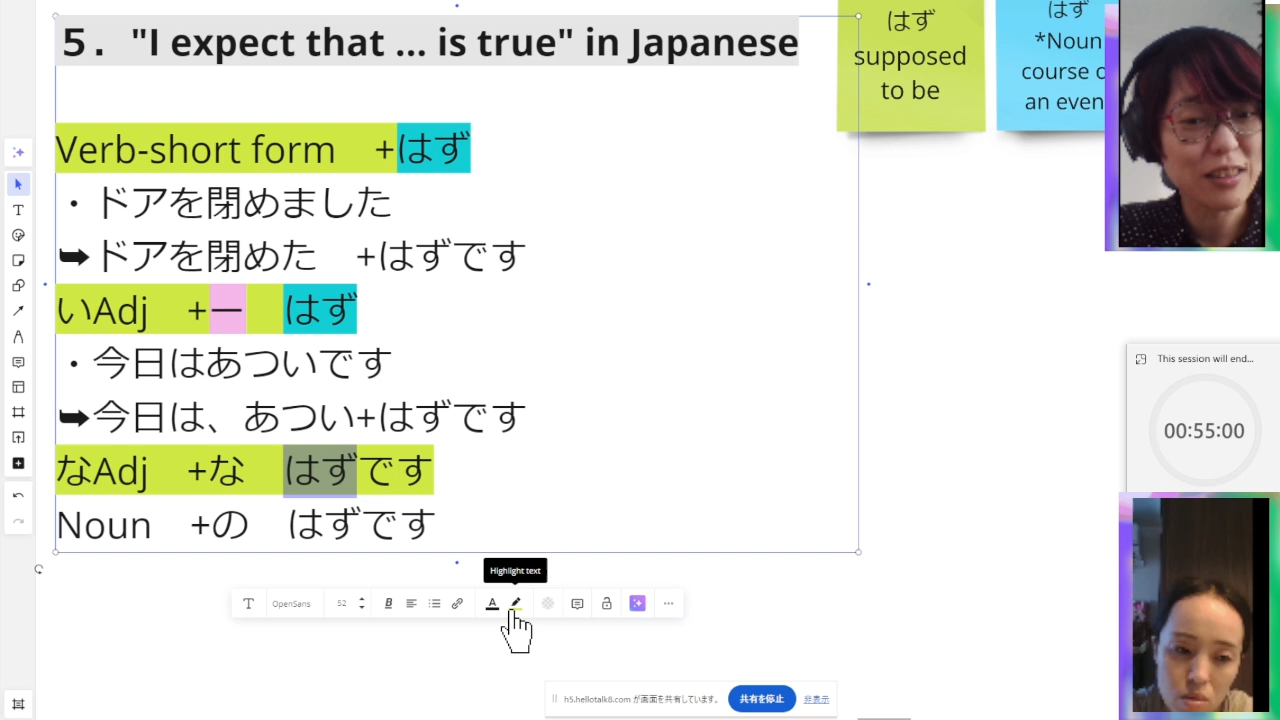 ５．"I expect that ... is true" in Japanese
Verb-short form　+はず
・ドアを閉めました
➥ドアを閉めた　+はずです
いAdj　+ー　はず
・今日はあついです
➥今日は、あつい+はずです
なAdj　+な　はずです
Noun　+の　はずです
はず
supposed
to be
はず
*Noun
course
an even
This session will end...
00:55:00
Highlight text
OpenSans
52
h5.hellotalk8.com が画面を共有しています。
共有を停止
非表示